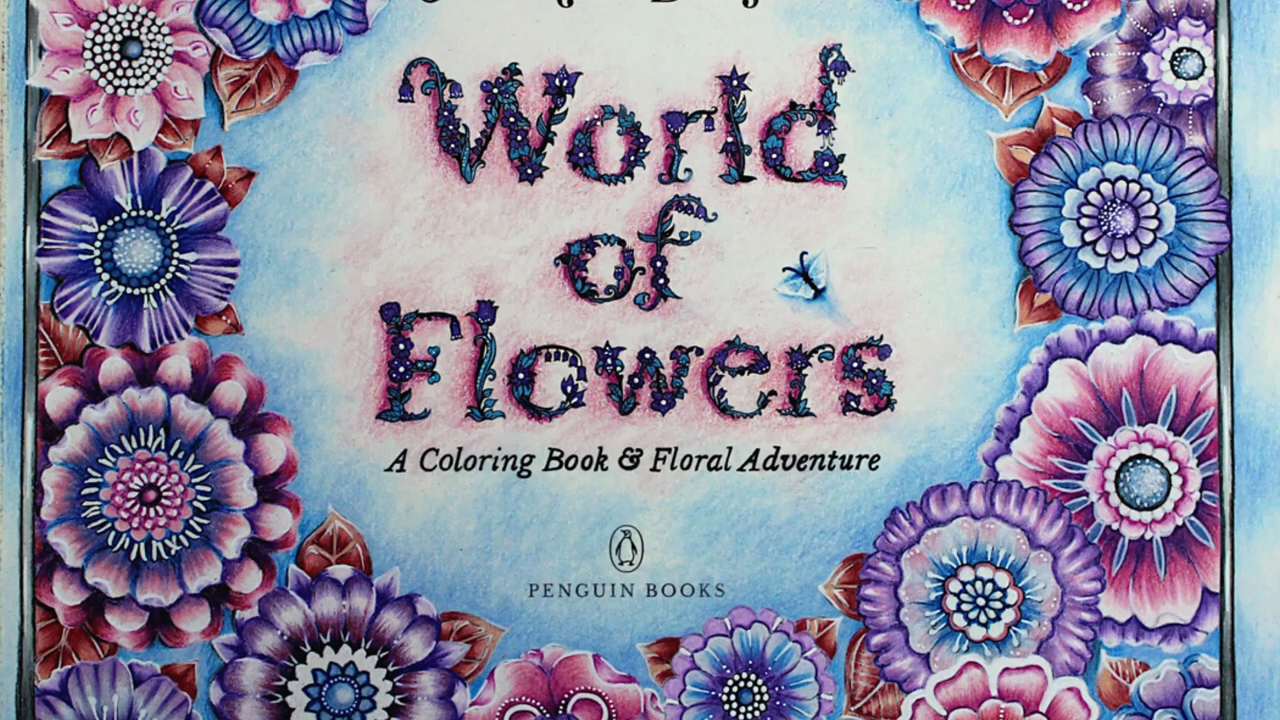 World
of
Flowers
A Coloring Book & Floral Adventure
PENGUIN BOOKS